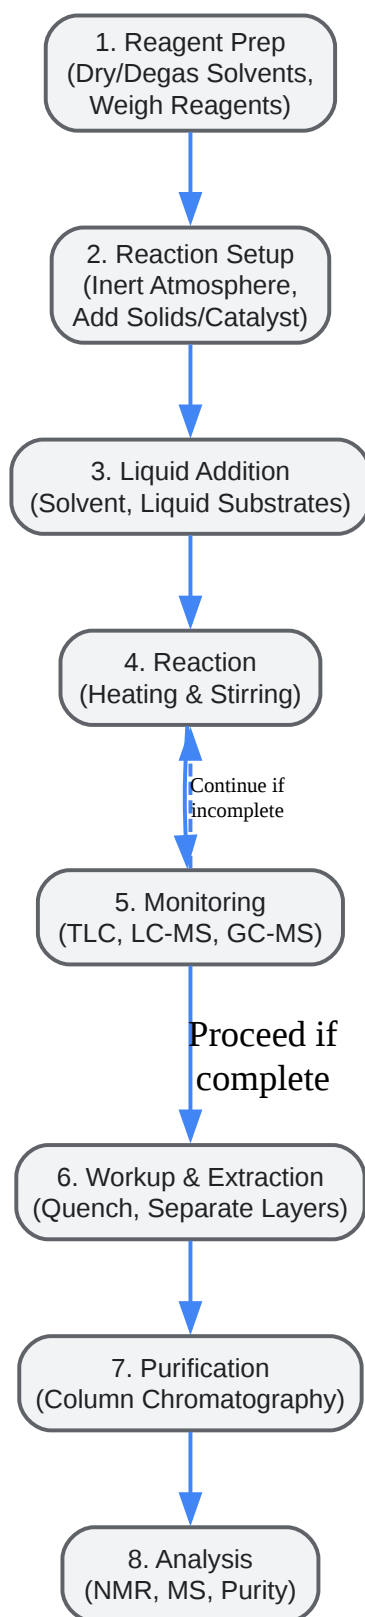 1. Reagent Prep
(Dry/Degas Solvents,
Weigh Reagents)
2. Reaction Setup
(Inert Atmosphere,
Add Solids/Catalyst)
3. Liquid Addition
(Solvent, Liquid Substrates)
4. Reaction
(Heating & Stirring)
Continue if
incomplete
5. Monitoring
(TLC, LC-MS, GC-MS)
Proceed if
complete
6. Workup & Extraction
(Quench, Separate Layers)
7. Purification
(Column Chromatography)
8. Analysis
(NMR, MS, Purity)